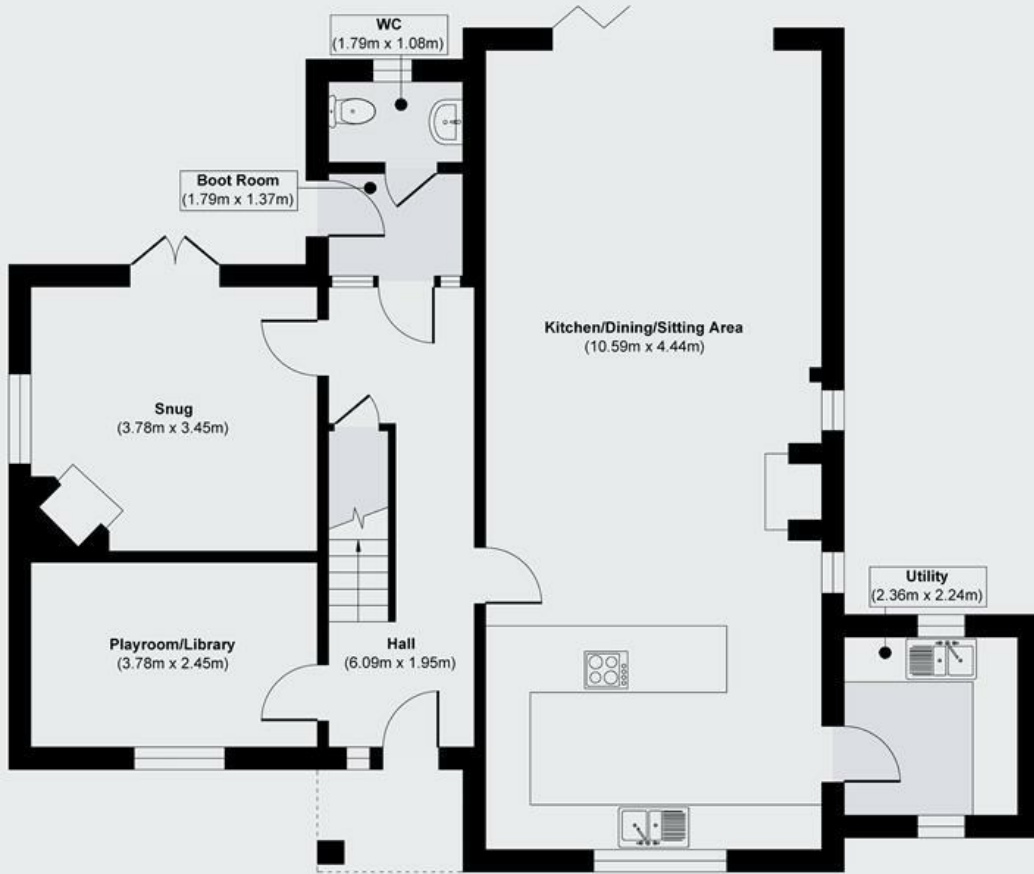 WC
(1.79m x 1.08m)
Boot Room
(1.79m x 1.37m)
Kitchen/Dining/Sitting Area
(10.59m x 4.44m)
Snug
(3.78m x 3.45m)
Utility
(2.36m x 2.24m)
Playroom/Library
(3.78m x 2.45m)
Hall
(6.09m x 1.95m)